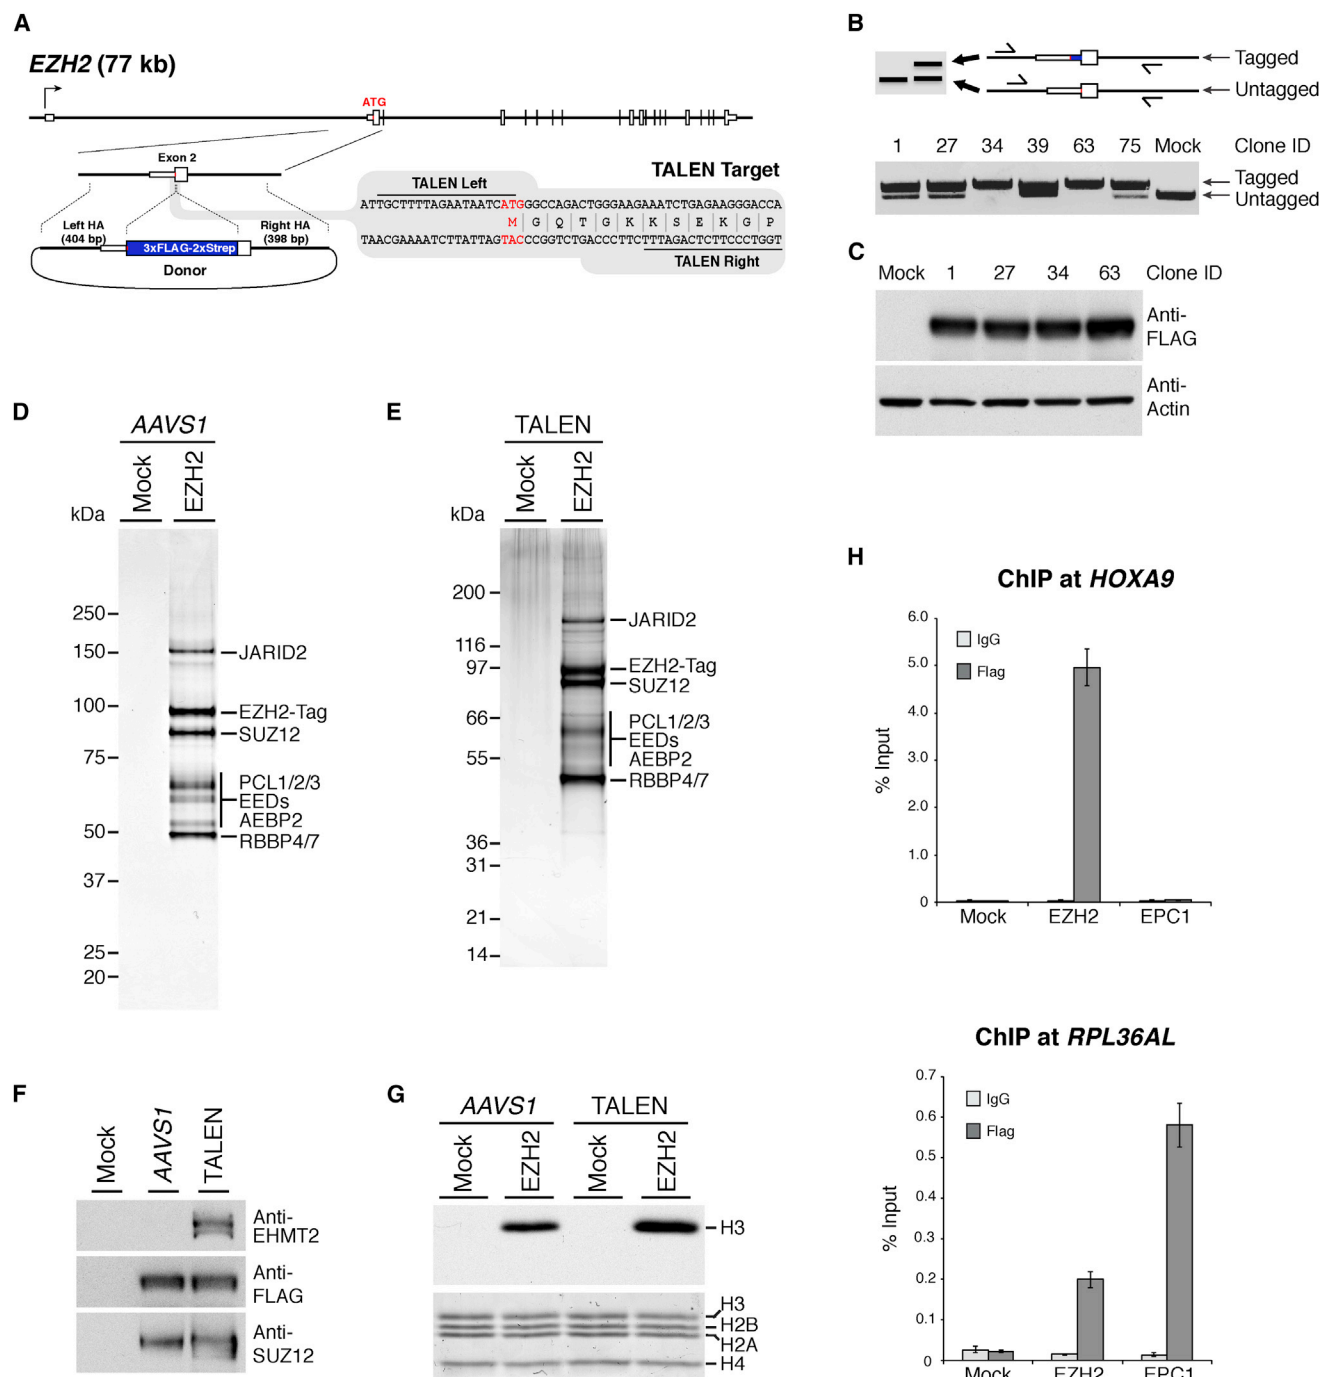 A
EZH2 (77 kb)
ATG
Exon 2
TALEN Target
TALEN Left
ATTGCTTTTAGAATAATCATGGGCCAGACTGGGAAGAAATCTGAGAAGGGACCA
M G Q T G K K S E K G P
TAACGAAAATCTTATTAGTACCCGGTCTGACCCTTCTTTAGACTCTTCCCTGGT
TALEN Right
Left HA
(404 bp)
Right HA
(398 bp)
3xFLAG-2xStrep
Donor
B
Tagged
Untagged
1 27 34 39 63 75 Mock Clone ID
Tagged
Untagged
C
Mock 1 27 34 63 Clone ID
Anti-
FLAG
Anti-
Actin
D
AAVS1
Mock
EZH2
kDa
250
150
100
75
50
37
25
20
JARID2
EZH2-Tag
SUZ12
PCL1/2/3
EEDs
AEBP2
RBBP4/7
E
TALEN
Mock
EZH2
kDa
200
116
97
66
55
36
31
21
14
JARID2
EZH2-Tag
SUZ12
PCL1/2/3
EEDs
AEBP2
RBBP4/7
F
Mock
AAVS1
TALEN
Anti-
EHMT2
Anti-
FLAG
Anti-
SUZ12
G
AAVS1 TALEN
Mock
EZH2
Mock
EZH2
H3
H3
H2B
H2A
H4
H
ChIP at HOXA9
6.0
5.0
4.0
3.0
2.0
1.0
0
% Input
IgG
Flag
Mock EZH2 EPC1
ChIP at RPL36AL
0.7
0.6
0.5
0.4
0.3
0.2
0.1
0
% Input
IgG
Flag
Mock EZH2 EPC1